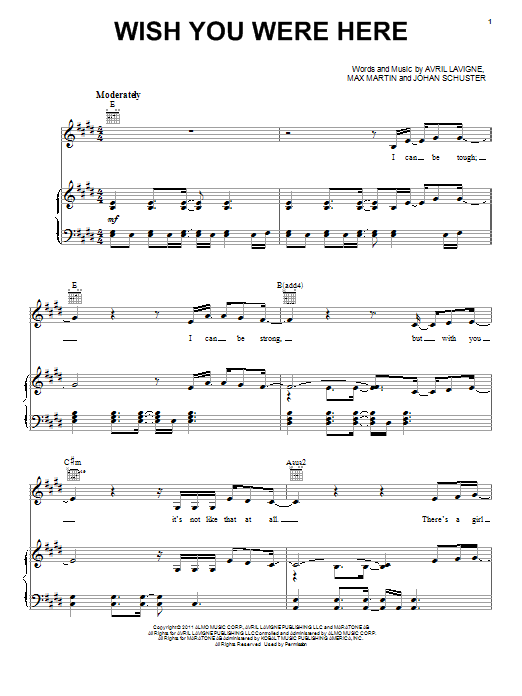 WISH YOU WERE HERE
1
Words and Music by AVRIL LAVIGNE,
MAX MARTIN and JOHAN SCHUSTER
Moderately
E
mf
I can be tough;
E B(add4)
I can be strong, but with you
C#m Asus2
it's not like that at all. There's a girl
Copyright © 2011 ALMO MUSIC CORP., AVRIL LAVIGNE PUBLISHING LLC and MARATONE AB
All Rights for AVRIL LAVIGNE PUBLISHING LLC Controlled and Administered by ALMO MUSIC CORP.
All Rights for MARATONE AB Administered by KOBALT MUSIC PUBLISHING AMERICA, INC.
All Rights Reserved Used by Permission